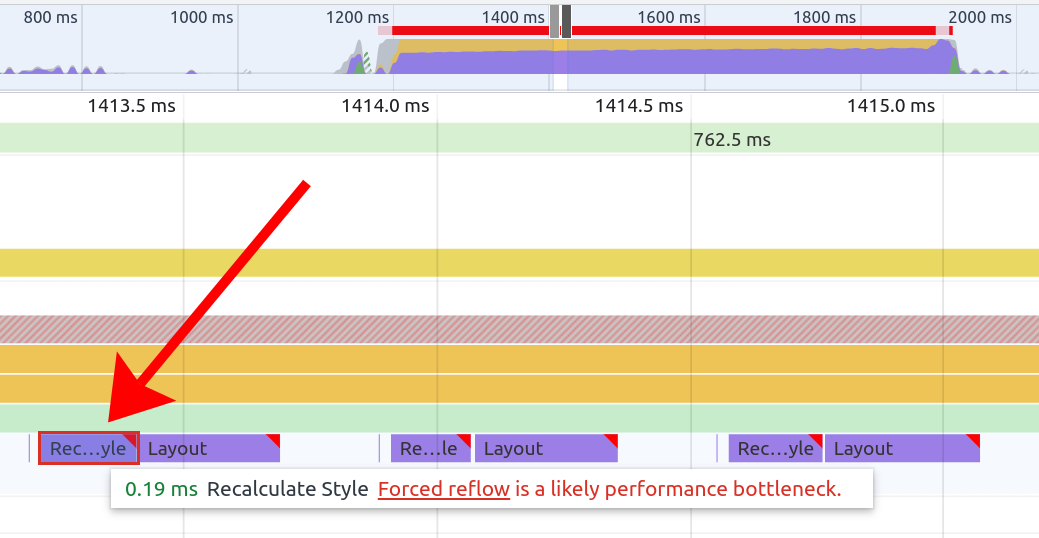 800 ms 1000 ms 1200 ms 1400 ms 1600 ms 1800 ms 2000 ms
1413.5 ms 1414.0 ms 1414.5 ms 1415.0 ms
762.5 ms
Rec…yle Layout Re…le Layout Rec…yle Layout
0.19 ms Recalculate Style Forced reflow is a likely performance bottleneck.